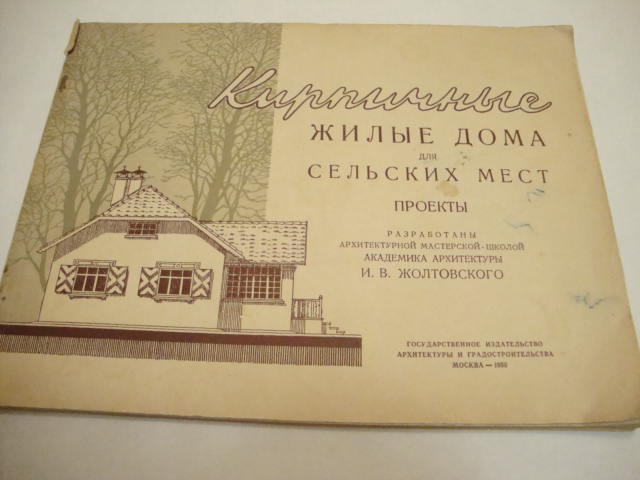 Кирпичные
ЖИЛЫЕ ДОМА
ДЛЯ
СЕЛЬСКИХ МЕСТ
ПРОЕКТЫ
РАЗРАБОТАНЫ
АРХИТЕКТУРНОЙ МАСТЕРСКОЙ-ШКОЛОЙ
АКАДЕМИКА АРХИТЕКТУРЫ
И. В. ЖОЛТОВСКОГО
ГОСУДАРСТВЕННОЕ ИЗДАТЕЛЬСТВО
АРХИТЕКТУРЫ И ГРАДОСТРОИТЕЛЬСТВА
МОСКВА — 1950